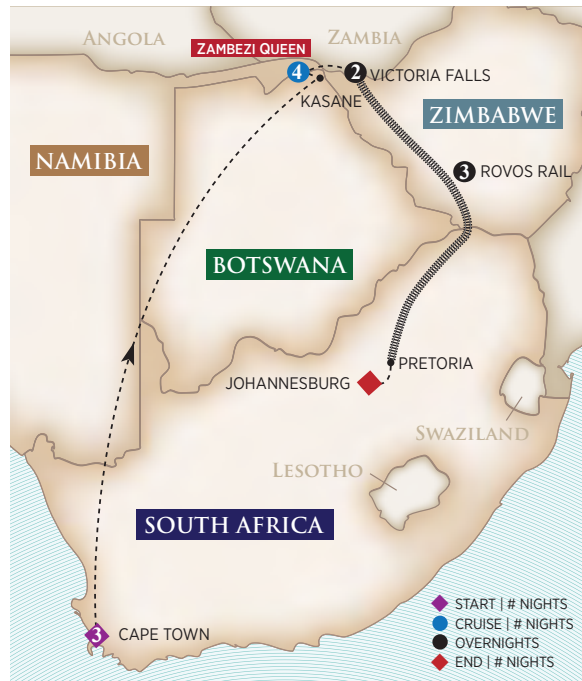 ANGOLA
ZAMBIA
ZAMBEZI QUEEN
4
2 VICTORIA FALLS
KASANE
ZIMBABWE
NAMIBIA
3 ROVOS RAIL
BOTSWANA
PRETORIA
JOHANNESBURG
SWAZILAND
LESOTHO
SOUTH AFRICA
3 CAPE TOWN
START | # NIGHTS
CRUISE | # NIGHTS
OVERNIGHTS
END | # NIGHTS